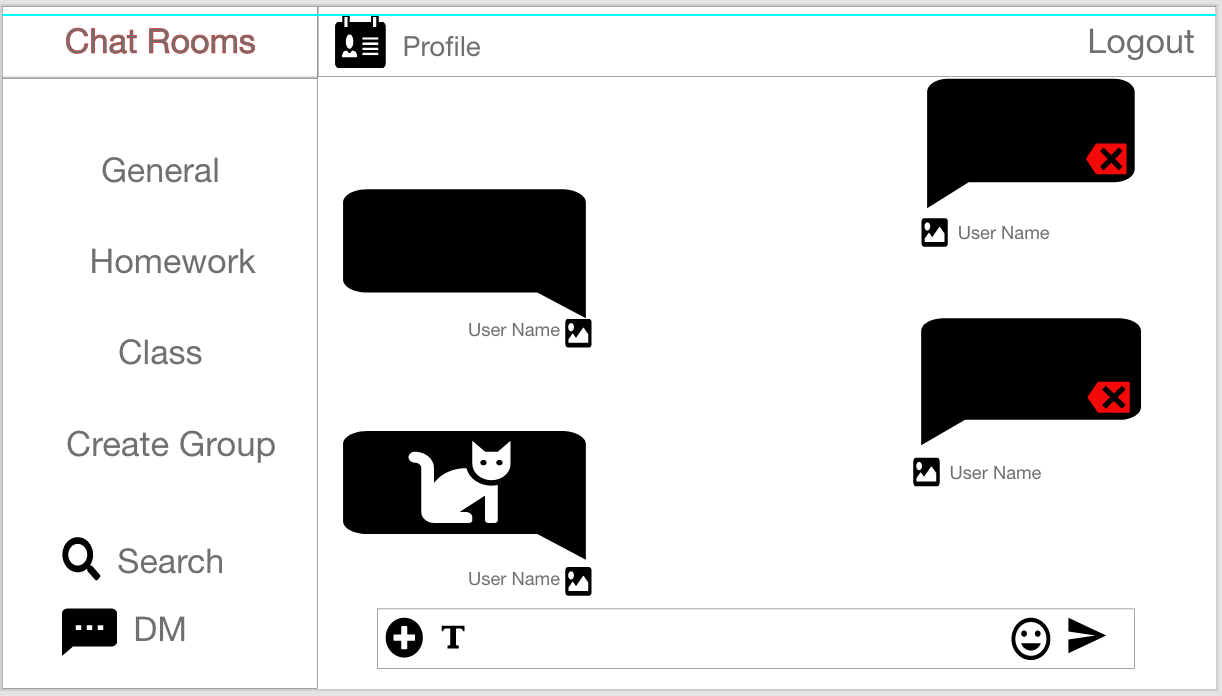 Chat Rooms
Profile
Logout
General
Homework
Class
Create Group
Search
DM
User Name
User Name
User Name
User Name
T